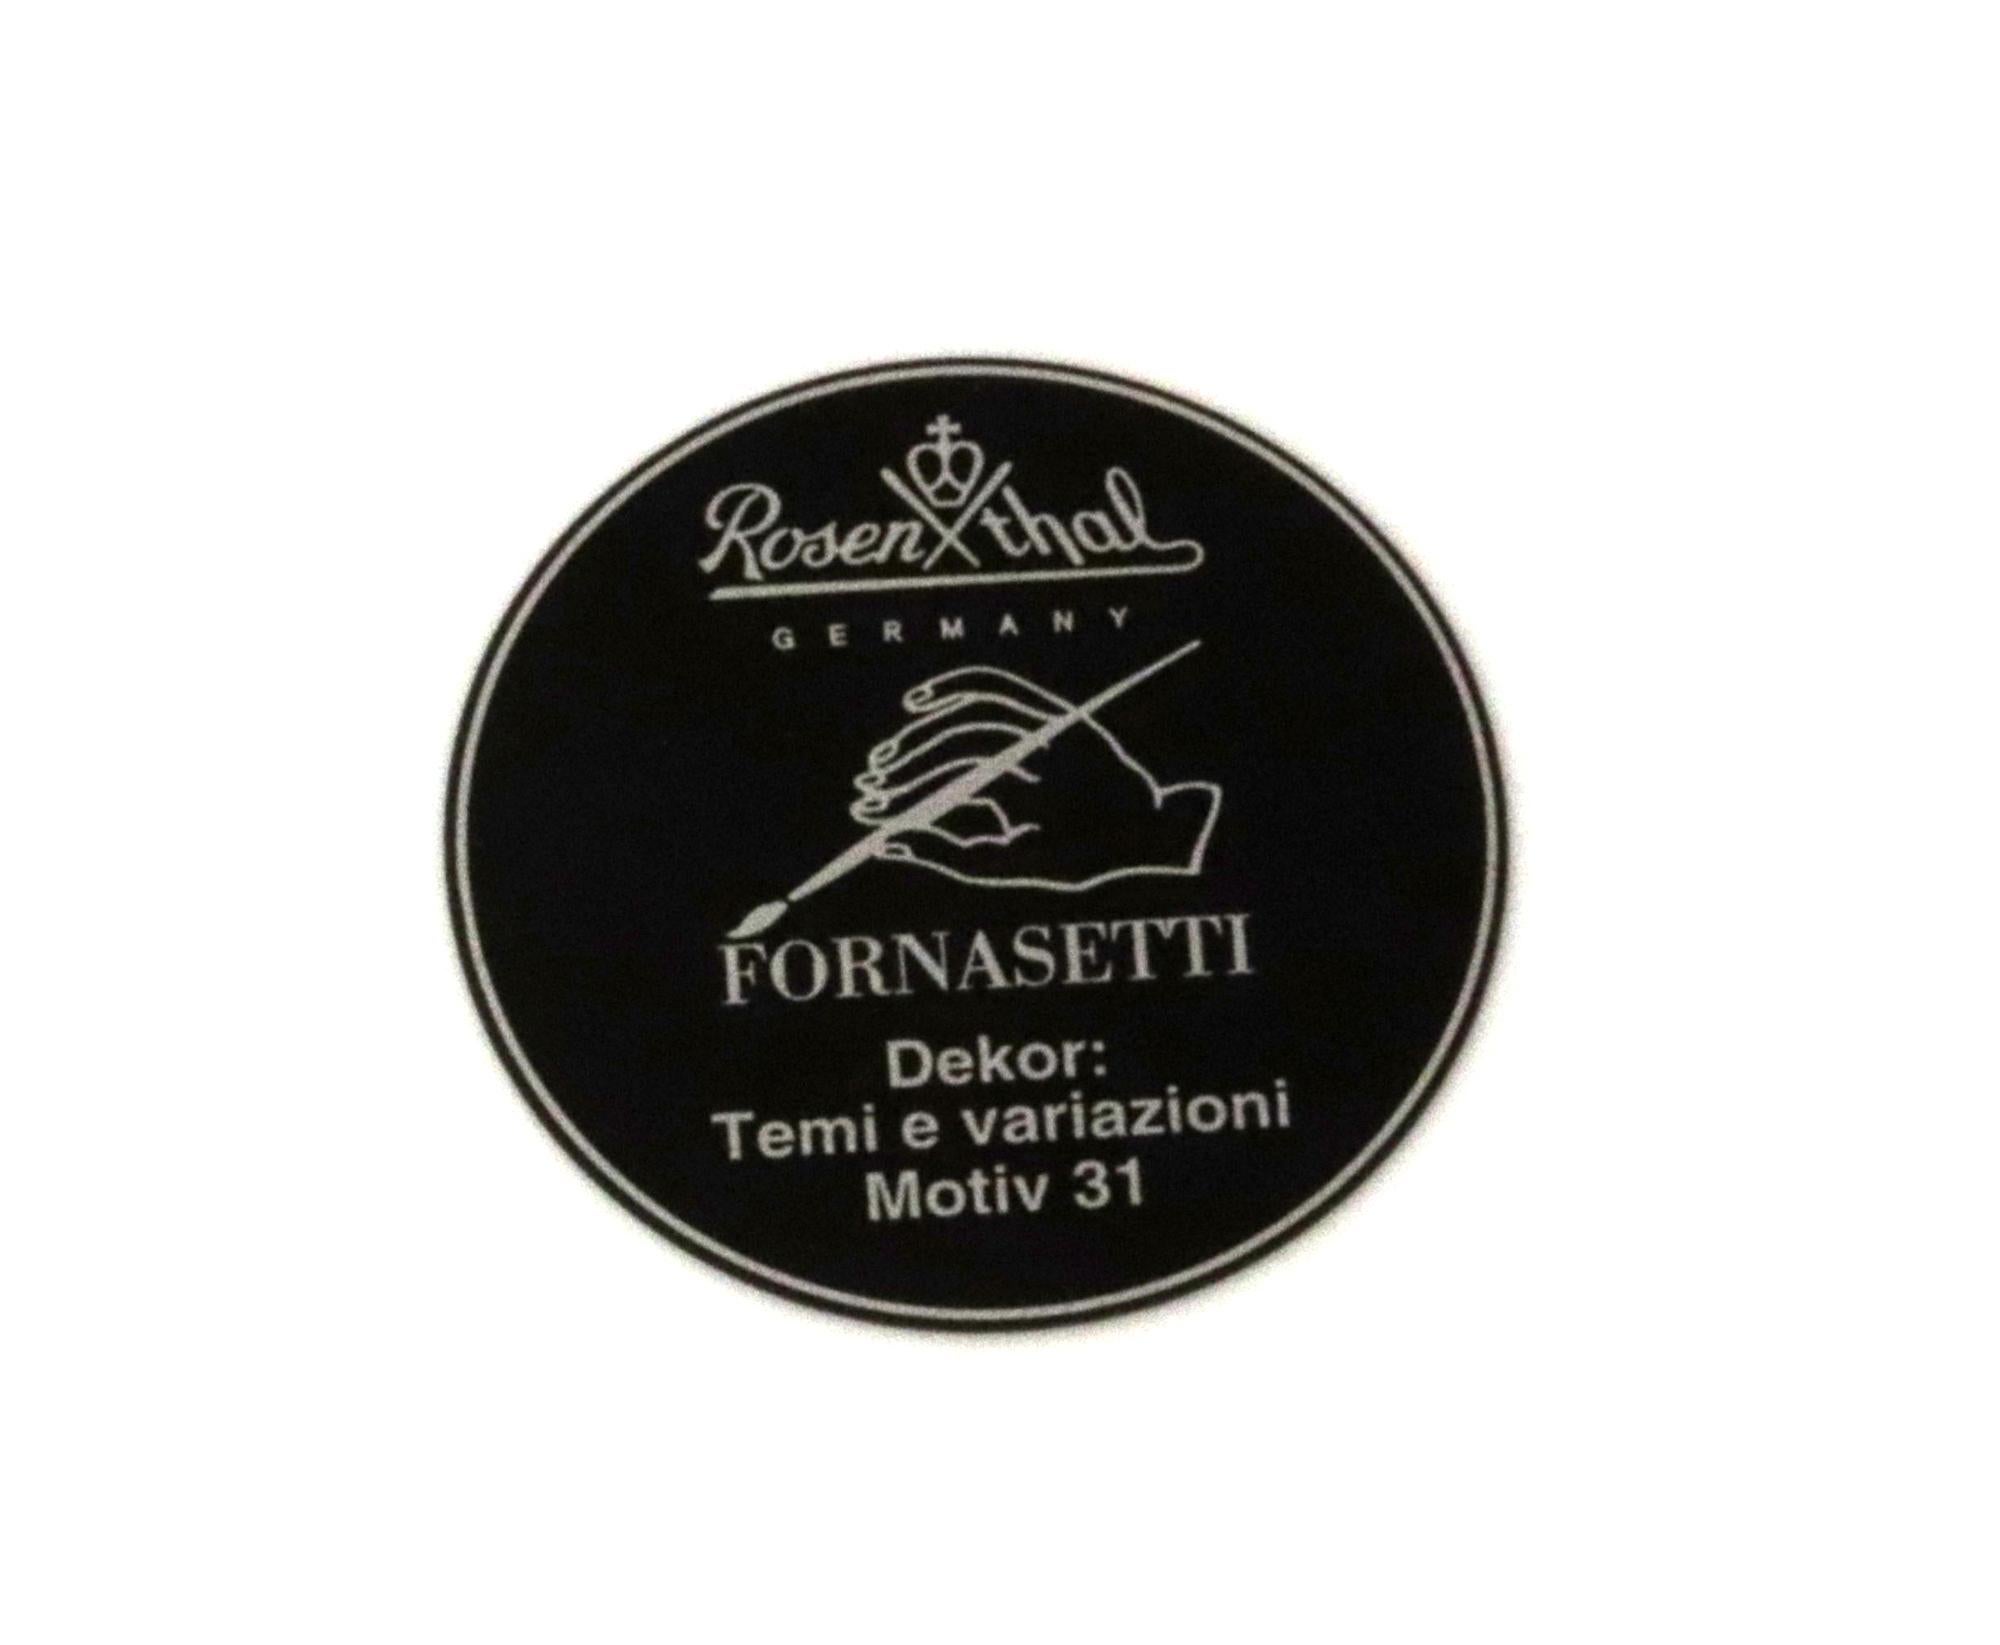 Rosenthal
GERMANY
FORNASETTI
Dekor:
Temi e variazioni
Motiv 31